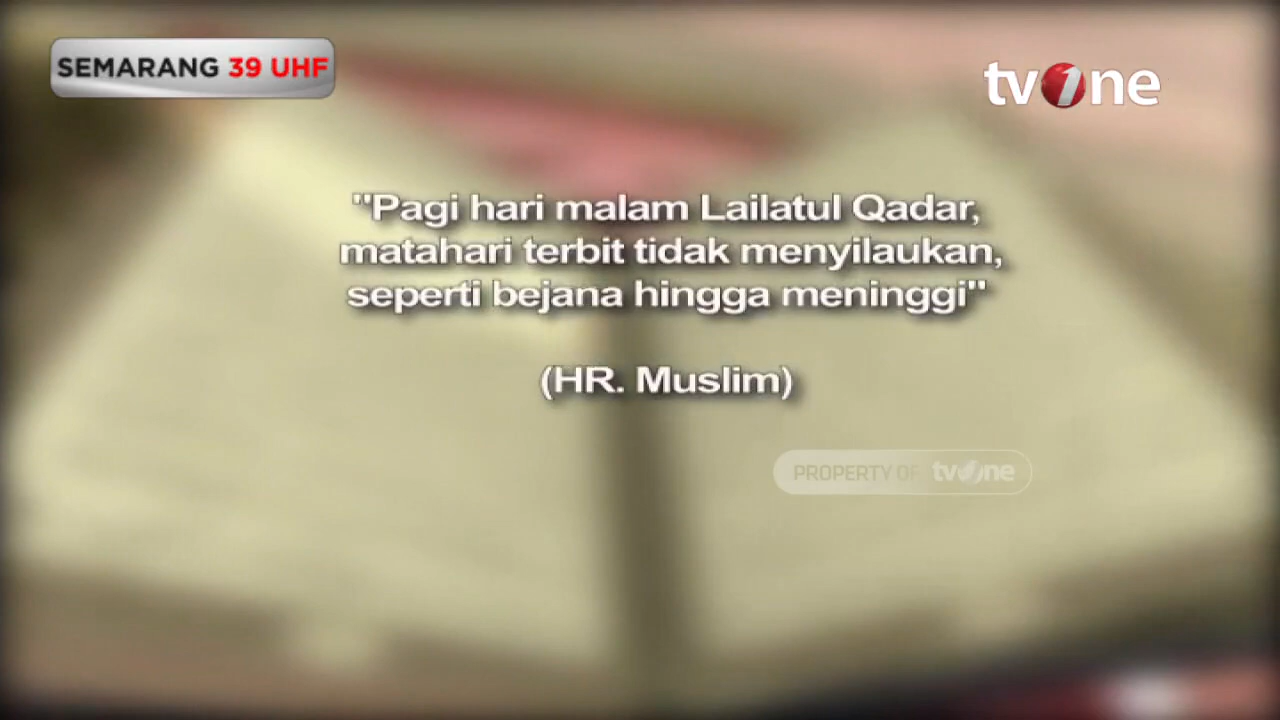 SEMARANG 39 UHF
tvOne
"Pagi hari malam Lailatul Qadar,
matahari terbit tidak menyilaukan,
seperti bejana hingga meninggi"
(HR. Muslim)
PROPERTY OF tvOne